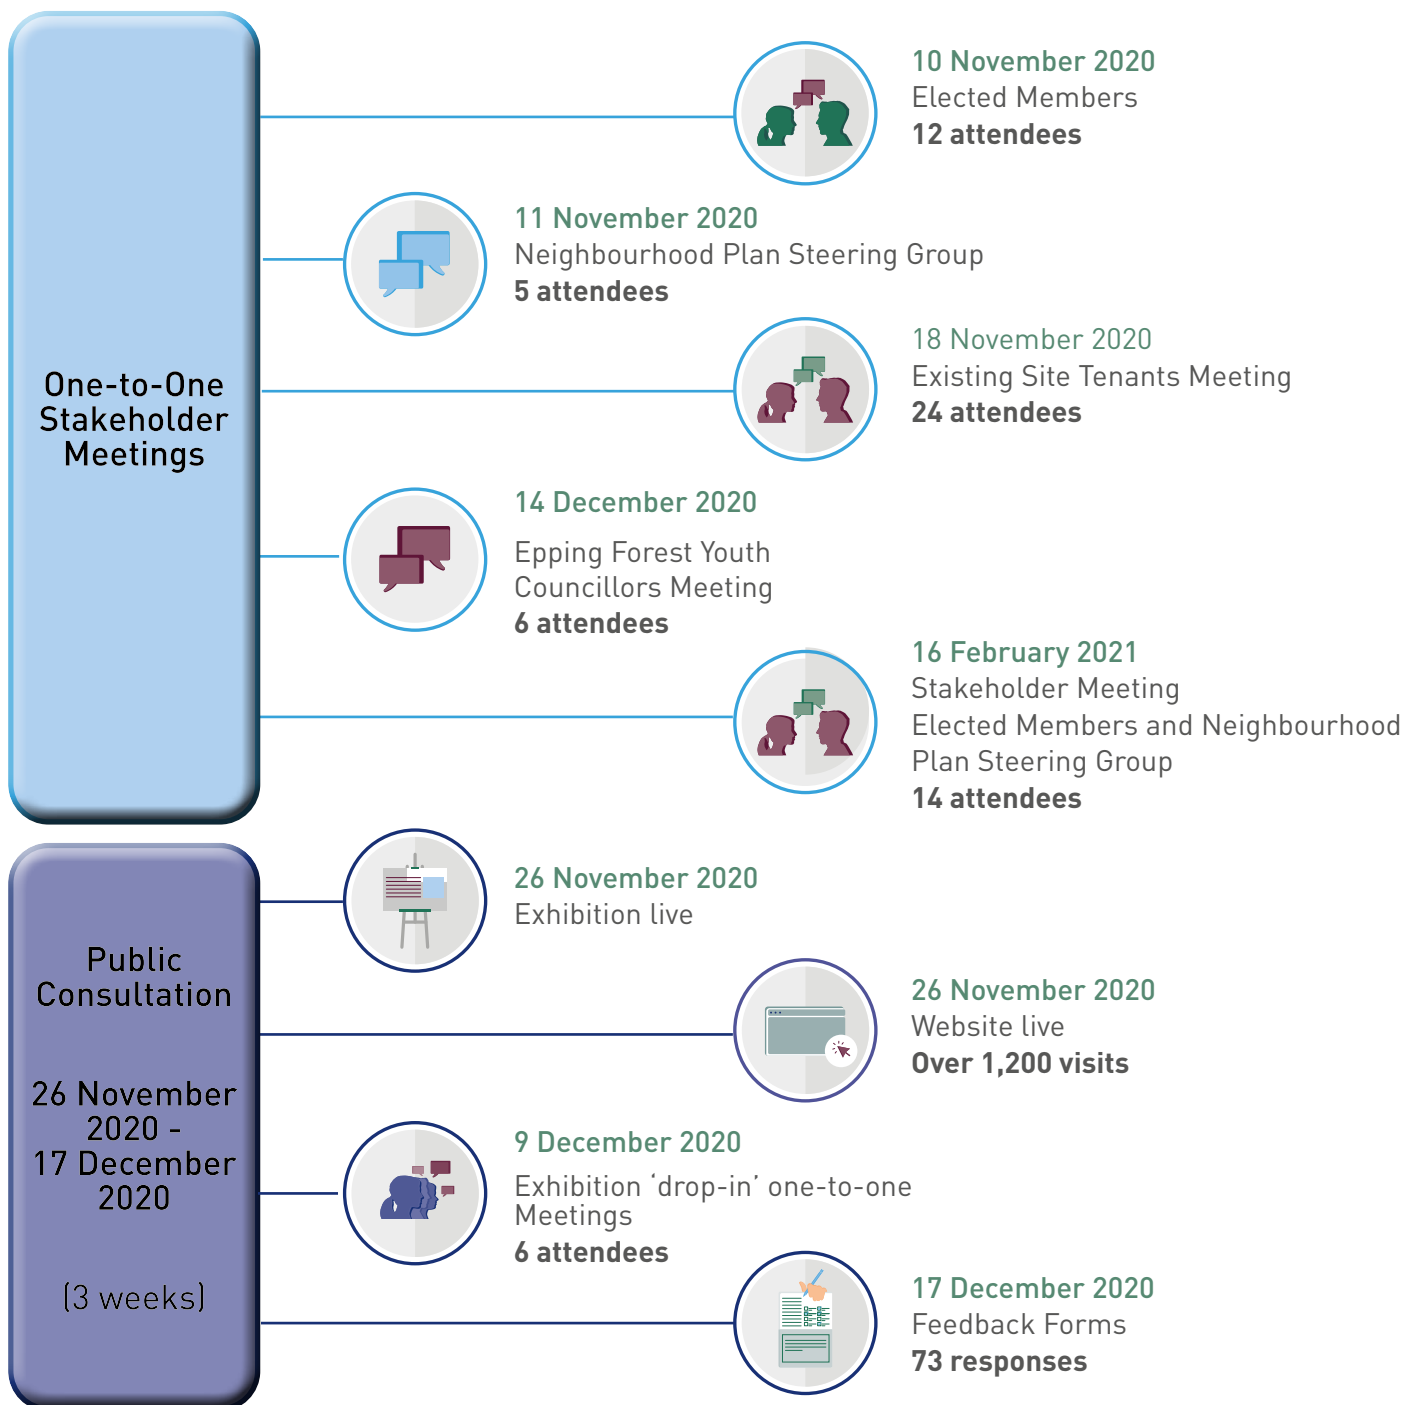 One-to-One
Stakeholder
Meetings
10 November 2020
Elected Members
12 attendees
11 November 2020
Neighbourhood Plan Steering Group
5 attendees
18 November 2020
Existing Site Tenants Meeting
24 attendees
14 December 2020
Epping Forest Youth
Councillors Meeting
6 attendees
16 February 2021
Stakeholder Meeting
Elected Members and Neighbourhood
Plan Steering Group
14 attendees
Public
Consultation
26 November
2020 -
17 December
2020
(3 weeks)
26 November 2020
Exhibition live
26 November 2020
Website live
Over 1,200 visits
9 December 2020
Exhibition ‘drop-in’ one-to-one
Meetings
6 attendees
17 December 2020
Feedback Forms
73 responses